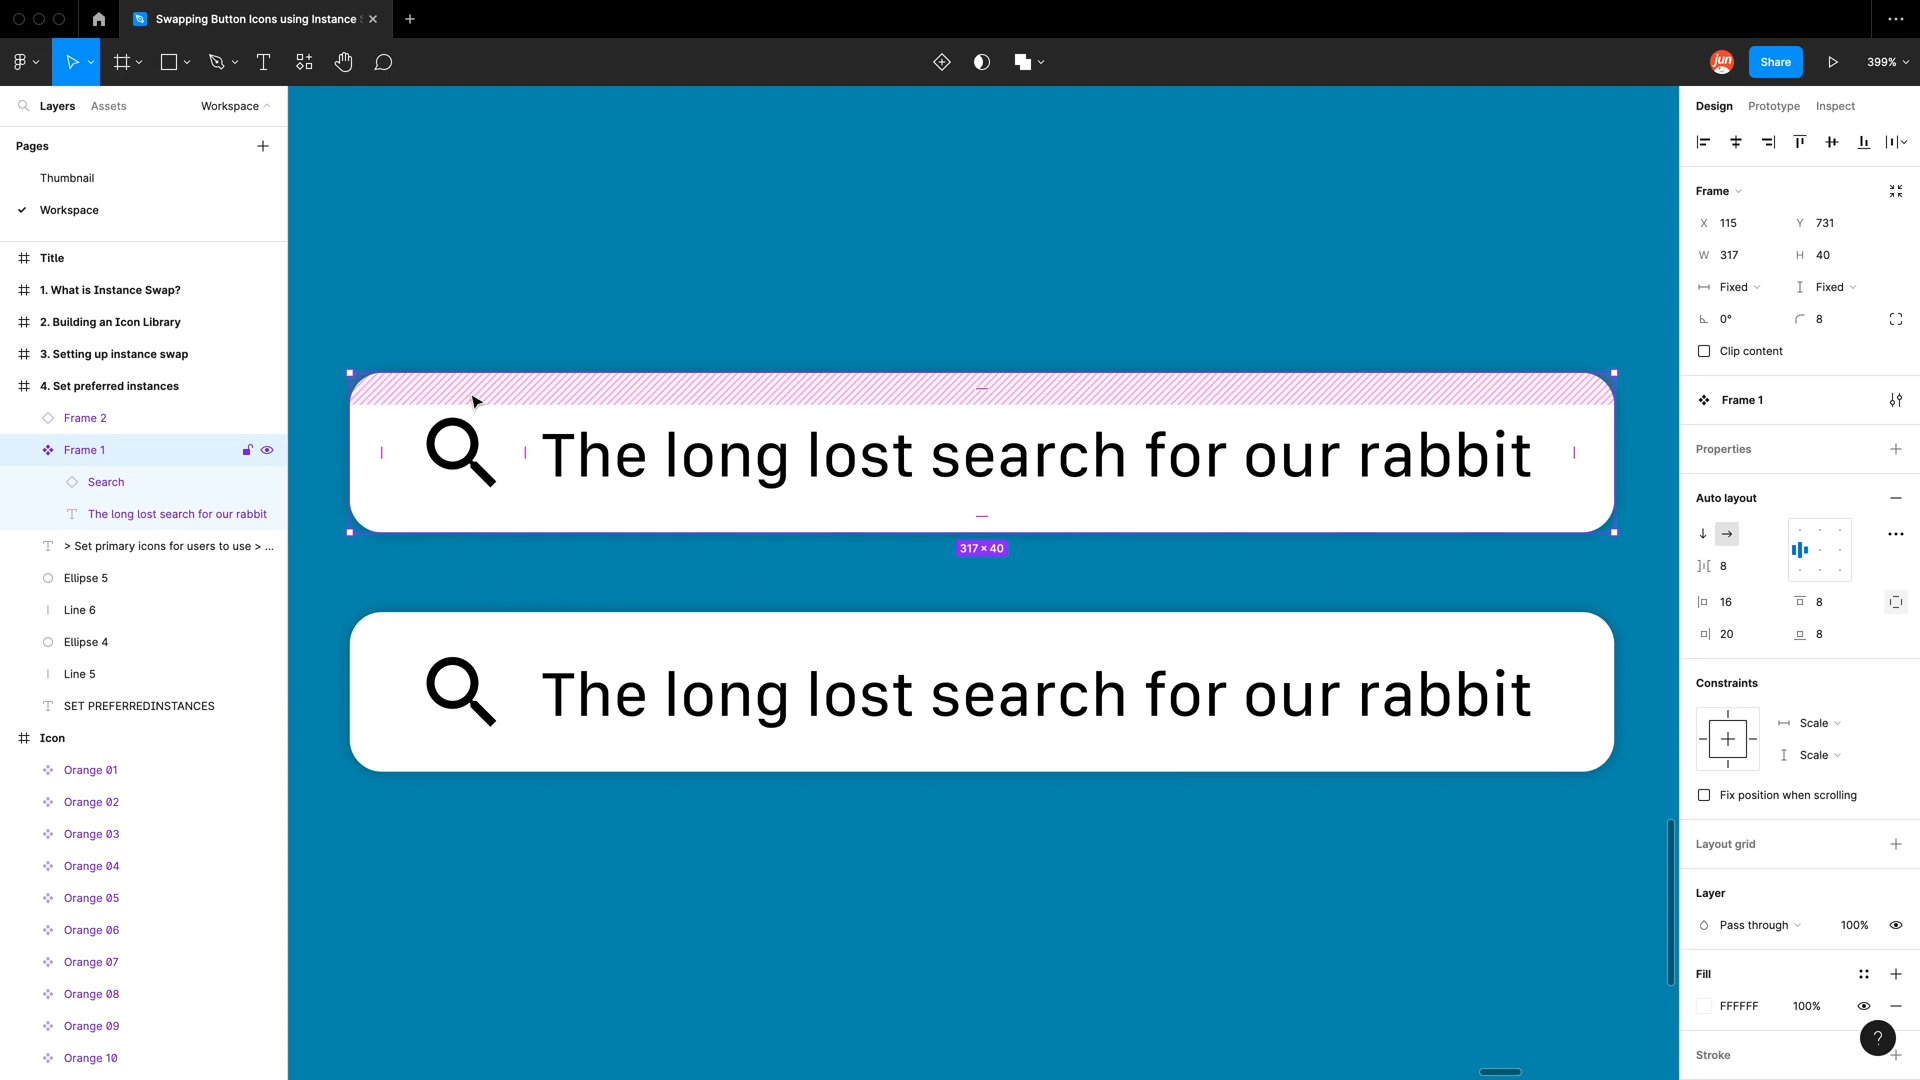 Swapping Button Icons using Instance
jun
Share
399%
Layers
Assets
Workspace
Pages
Thumbnail
Workspace
Title
1. What is Instance Swap?
2. Building an Icon Library
3. Setting up instance swap
4. Set preferred instances
Frame 2
Frame 1
Search
The long lost search for our rabbit
> Set primary icons for users to use > ...
Ellipse 5
Line 6
Ellipse 4
Line 5
SET PREFERREDINSTANCES
Icon
Orange 01
Orange 02
Orange 03
Orange 04
Orange 05
Orange 06
Orange 07
Orange 08
Orange 09
Orange 10
The long lost search for our rabbit
317 × 40
The long lost search for our rabbit
Design
Prototype
Inspect
Frame
X 115
Y 731
W 317
H 40
Fixed
Fixed
0°
8
Clip content
Frame 1
Properties
Auto layout
8
16
8
20
8
Constraints
Scale
Scale
Fix position when scrolling
Layout grid
Layer
Pass through
100%
Fill
FFFFFF
100%
?
Stroke